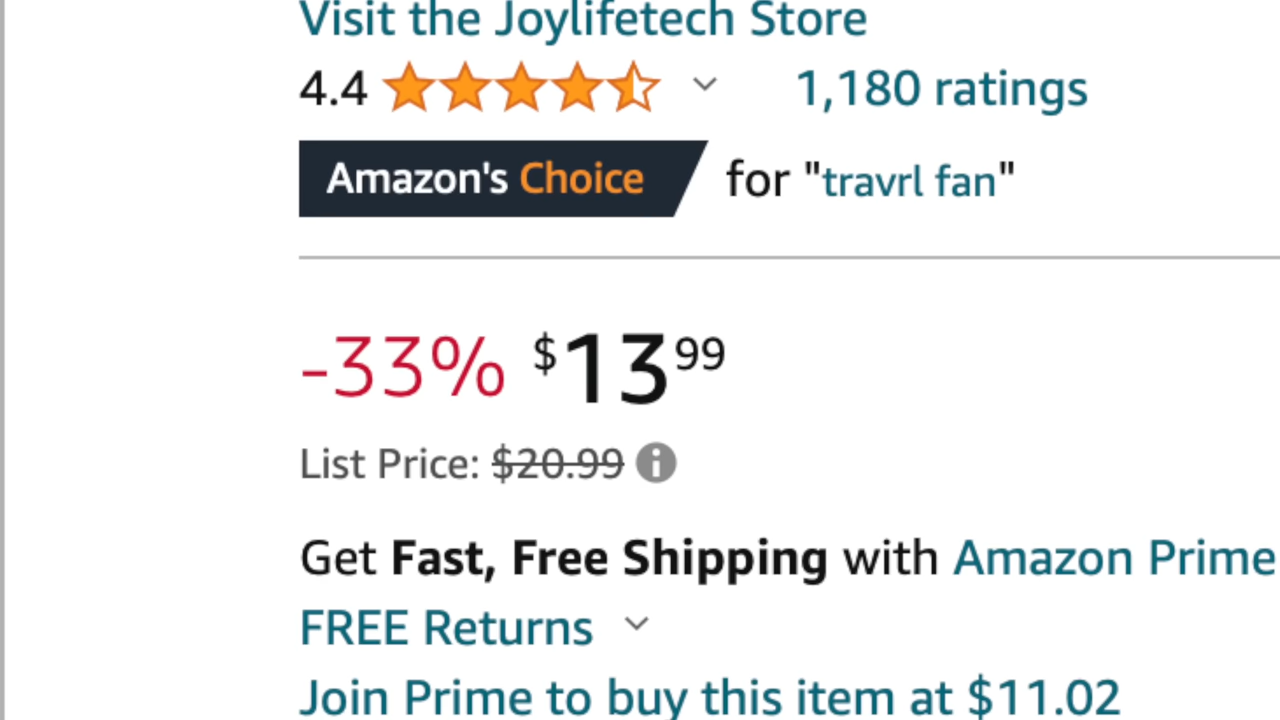 Visit the Joylifetech Store
4.4 1,180 ratings
Amazon's Choice for "travrl fan"
-33% $13 99
List Price: $20.99
Get Fast, Free Shipping with Amazon Prime
FREE Returns
Join Prime to buy this item at $11.02